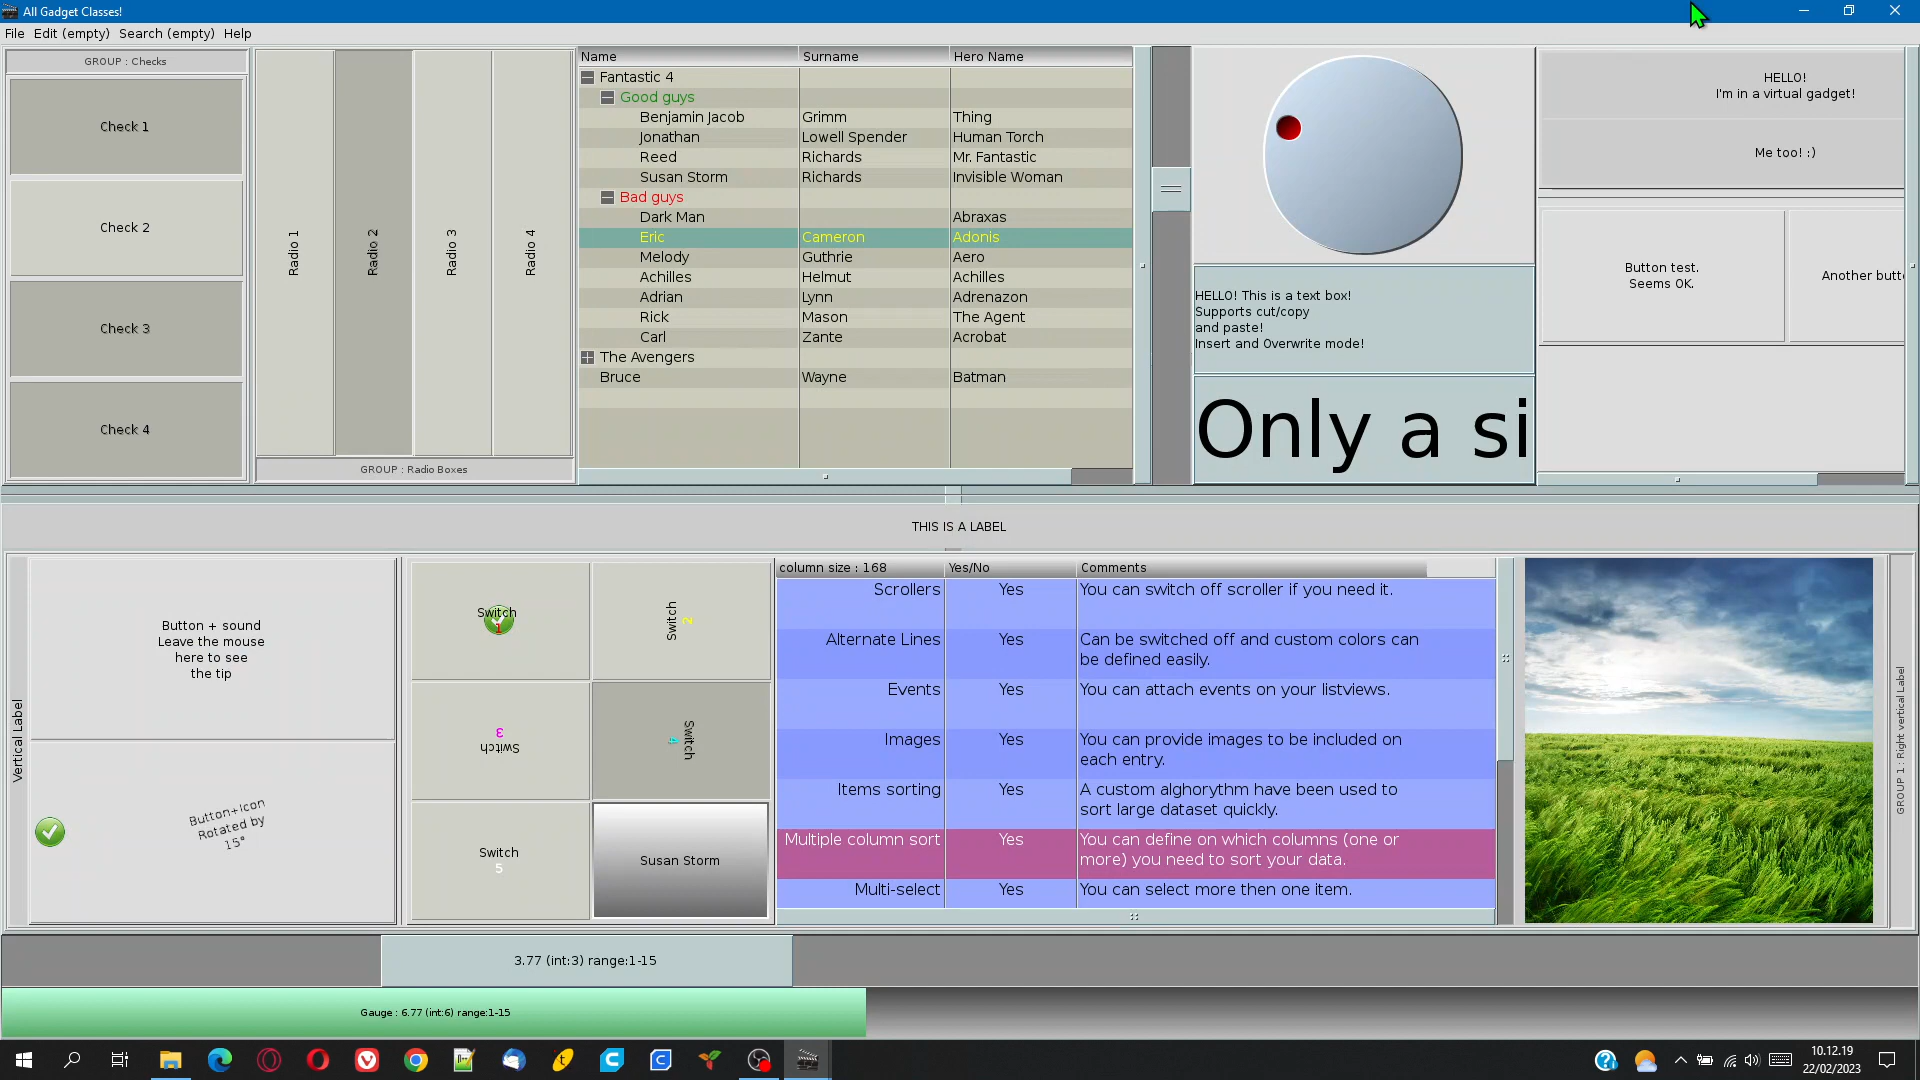 All Gadget Classes!
File Edit (empty) Search (empty) Help
GROUP : Checks
Check 1
Check 2
Check 3
Check 4
Radio 1
Radio 2
Radio 3
Radio 4
GROUP : Radio Boxes
Name Surname Hero Name
Fantastic 4
Good guys
Benjamin Jacob Grimm Thing
Jonathan Lowell Spender Human Torch
Reed Richards Mr. Fantastic
Susan Storm Richards Invisible Woman
Bad guys
Dark Man Abraxas
Eric Cameron Adonis
Melody Guthrie Aero
Achilles Helmut Achilles
Adrian Lynn Adrenazon
Rick Mason The Agent
Carl Zante Acrobat
The Avengers
Bruce Wayne Batman
HELLO! This is a text box!
Supports cut/copy
and paste!
Insert and Overwrite mode!
Only a si
HELLO!
I'm in a virtual gadget!
Me too! :)
Button test.
Seems OK.
Another butt
THIS IS A LABEL
Vertical Label
Button + sound
Leave the mouse
here to see
the tip
Button+Icon
Rotated by
15°
Switch
1
Switch
2
Switch
3
Switch
4
Switch
5
Susan Storm
column size : 168 Yes/No Comments
Scrollers Yes You can switch off scroller if you need it.
Alternate Lines Yes Can be switched off and custom colors can
be defined easily.
Events Yes You can attach events on your listviews.
Images Yes You can provide images to be included on
each entry.
Items sorting Yes A custom alghorythm have been used to
sort large dataset quickly.
Multiple column sort Yes You can define on which columns (one or
more) you need to sort your data.
Multi-select Yes You can select more then one item.
GROUP 1 : Right vertical Label
3.77 (int:3) range:1-15
Gauge : 6.77 (int:6) range:1-15
10.12.19
22/02/2023